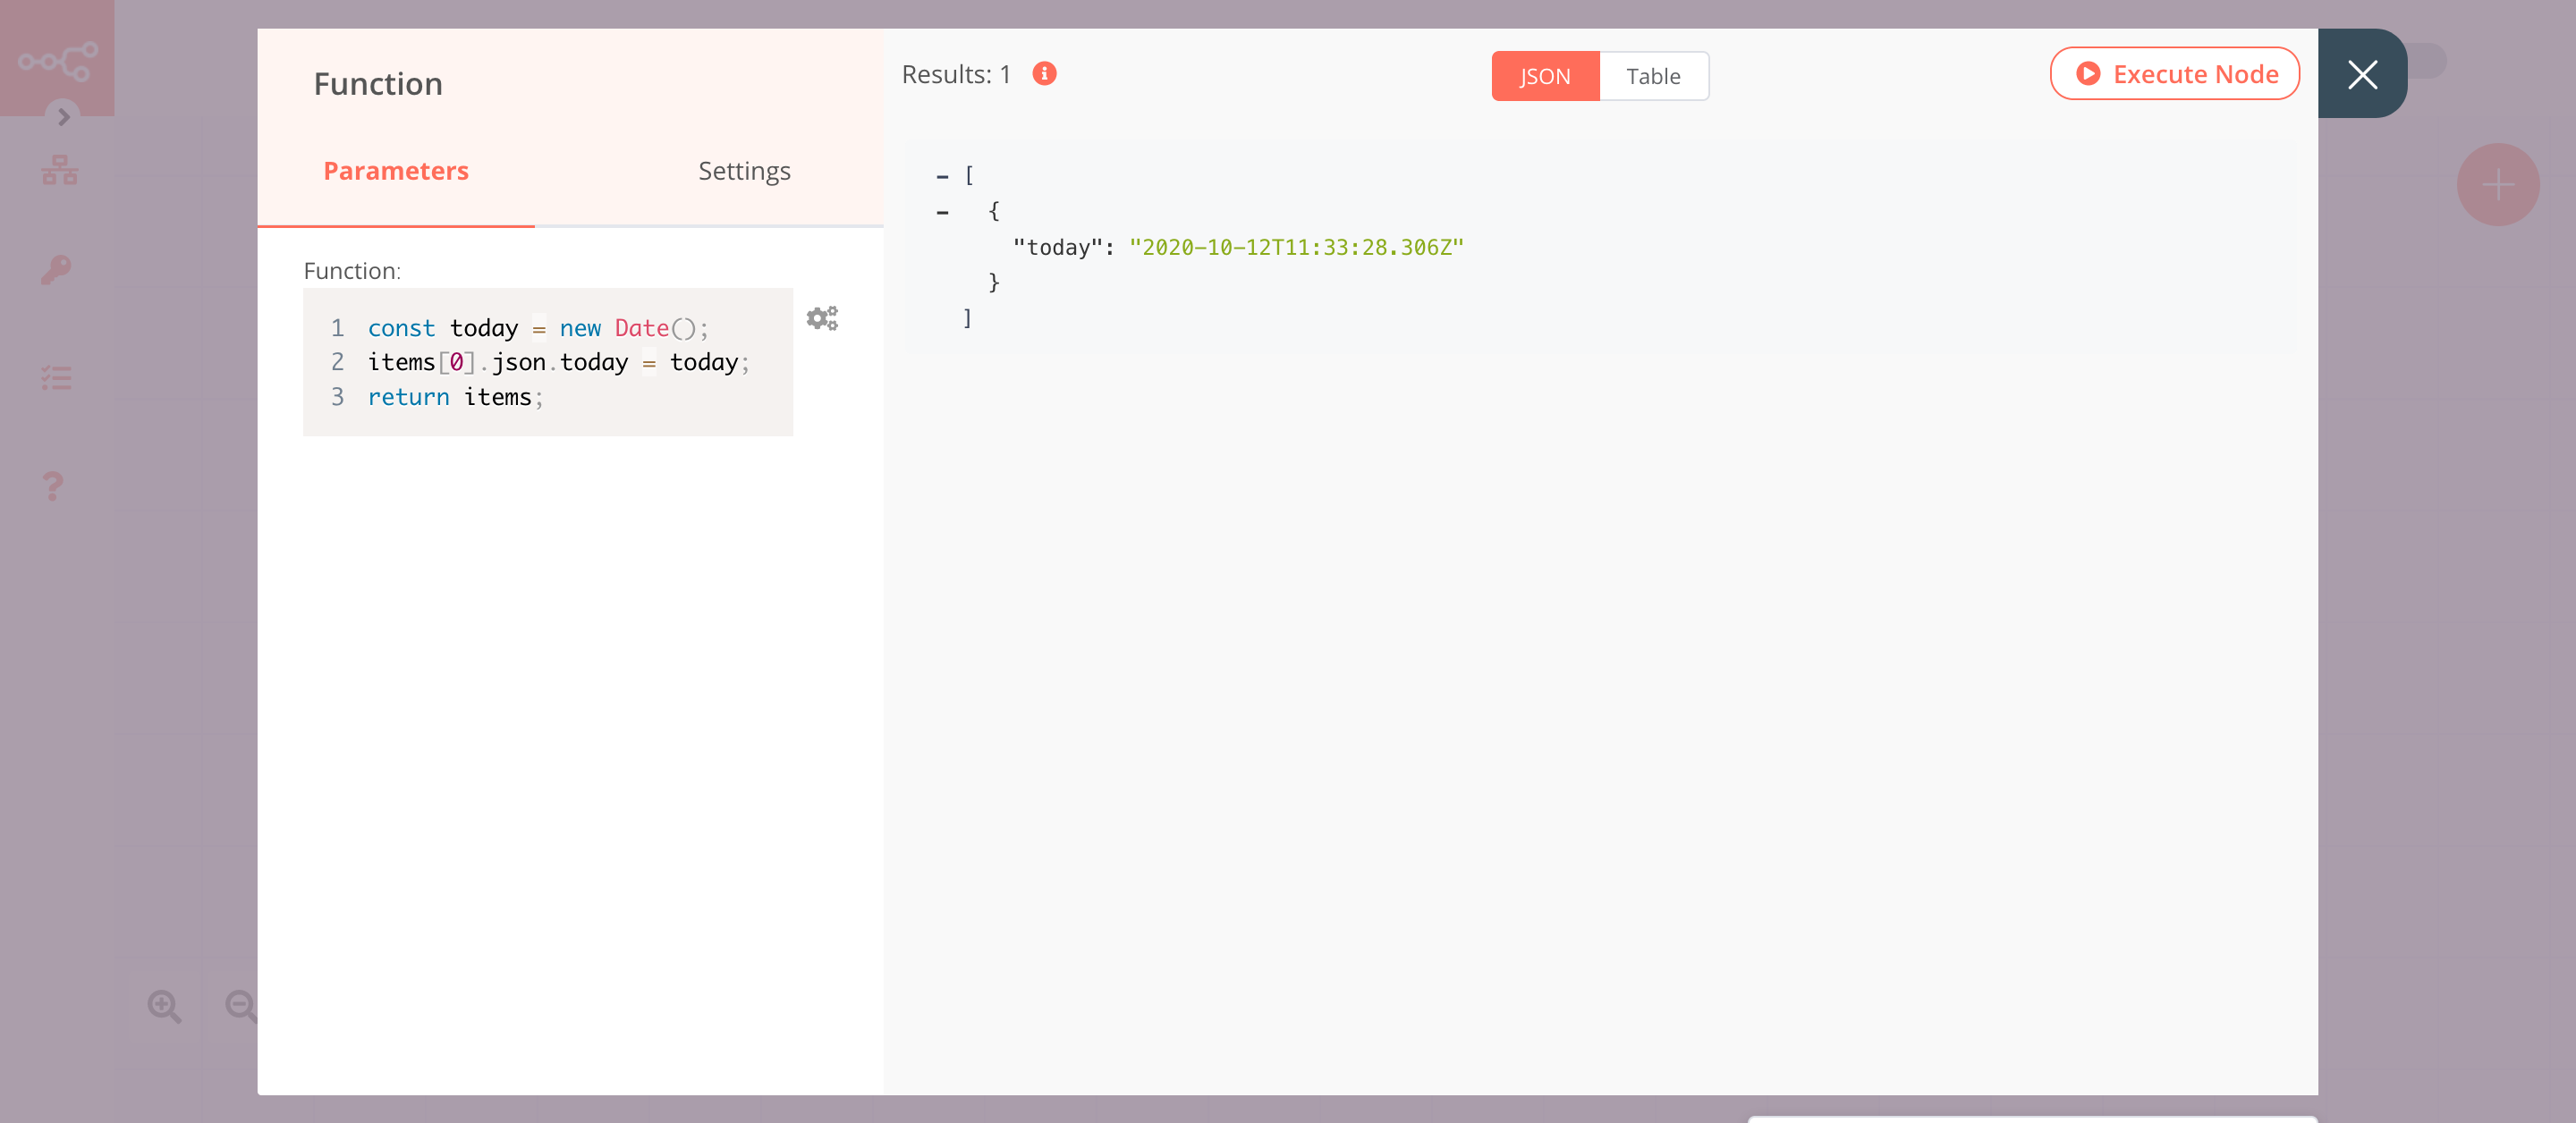 Function
Parameters Settings
Function:
1 const today = new Date();
2 items[0].json.today = today;
3 return items;
Results: 1
JSON Table
Execute Node
- [
- {
"today": "2020-10-12T11:33:28.306Z"
}
]